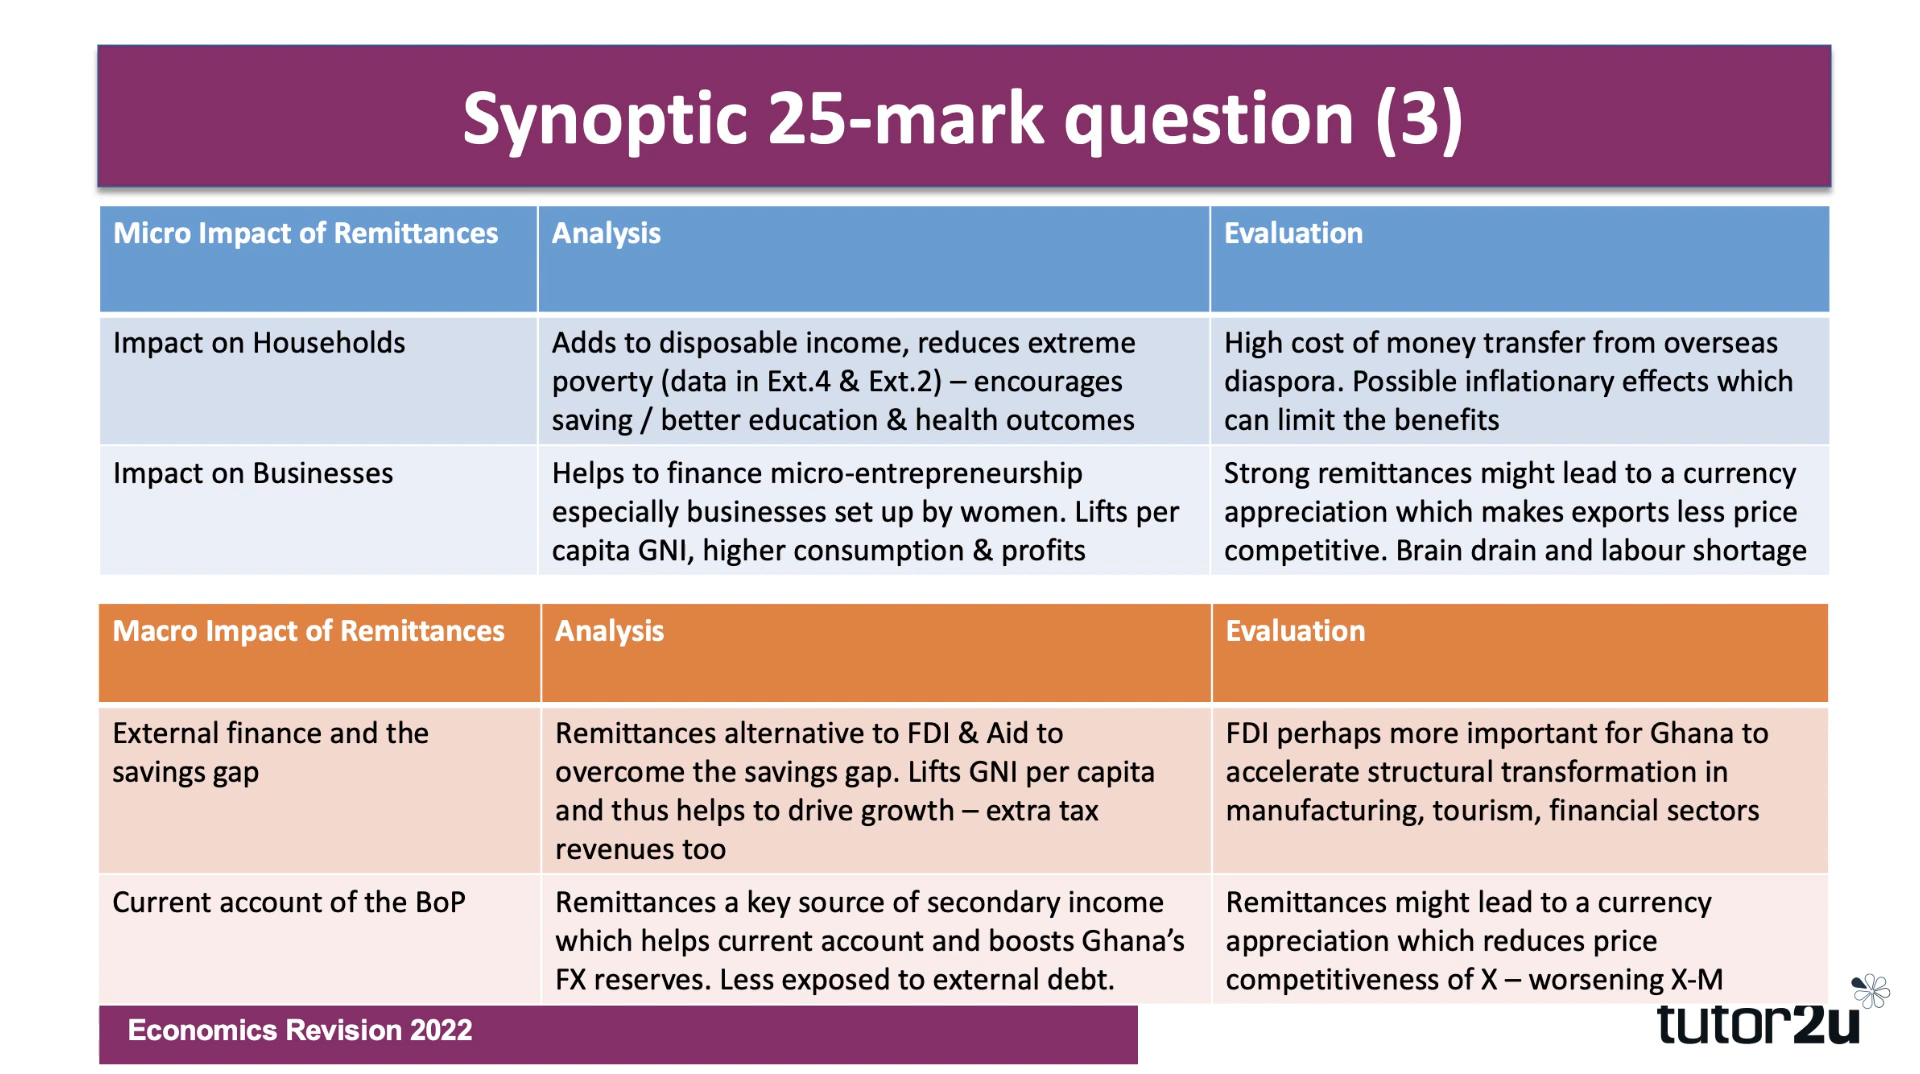 Synoptic 25-mark question (3)
Micro Impact of Remittances
Analysis
Evaluation
Impact on Households
Adds to disposable income, reduces extreme
poverty (data in Ext.4 & Ext.2) – encourages
saving / better education & health outcomes
High cost of money transfer from overseas
diaspora. Possible inflationary effects which
can limit the benefits
Impact on Businesses
Helps to finance micro-entrepreneurship
especially businesses set up by women. Lifts per
capita GNI, higher consumption & profits
Strong remittances might lead to a currency
appreciation which makes exports less price
competitive. Brain drain and labour shortage
Macro Impact of Remittances
Analysis
Evaluation
External finance and the
savings gap
Remittances alternative to FDI & Aid to
overcome the savings gap. Lifts GNI per capita
and thus helps to drive growth – extra tax
revenues too
FDI perhaps more important for Ghana to
accelerate structural transformation in
manufacturing, tourism, financial sectors
Current account of the BoP
Remittances a key source of secondary income
which helps current account and boosts Ghana’s
FX reserves. Less exposed to external debt.
Remittances might lead to a currency
appreciation which reduces price
competitiveness of X – worsening X-M
Economics Revision 2022
tutor2u